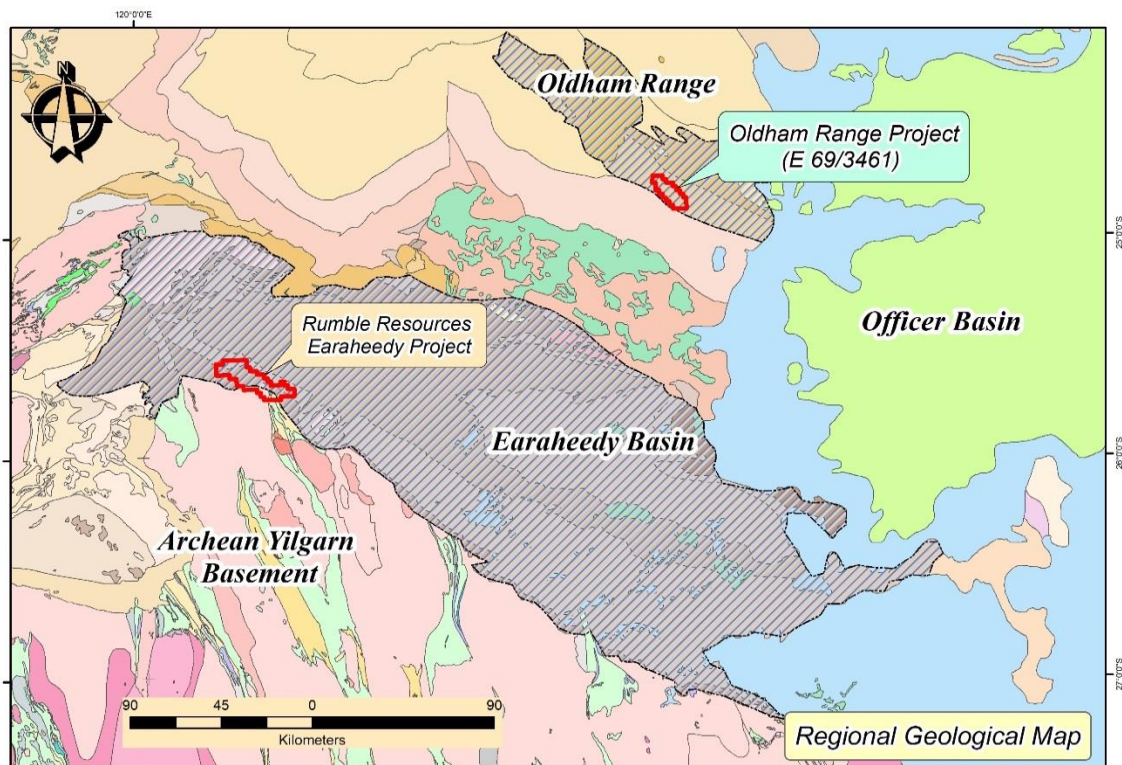 120°0'0"E
N
Oldham Range
Oldham Range Project
(E 69/3461)
25°0'0"S
Rumble Resources
Earaheedy Project
Officer Basin
Earaheedy Basin
26°0'0"S
Archean Yilgarn
Basement
27°0'0"S
90 45 0 90
Kilometers
Regional Geological Map